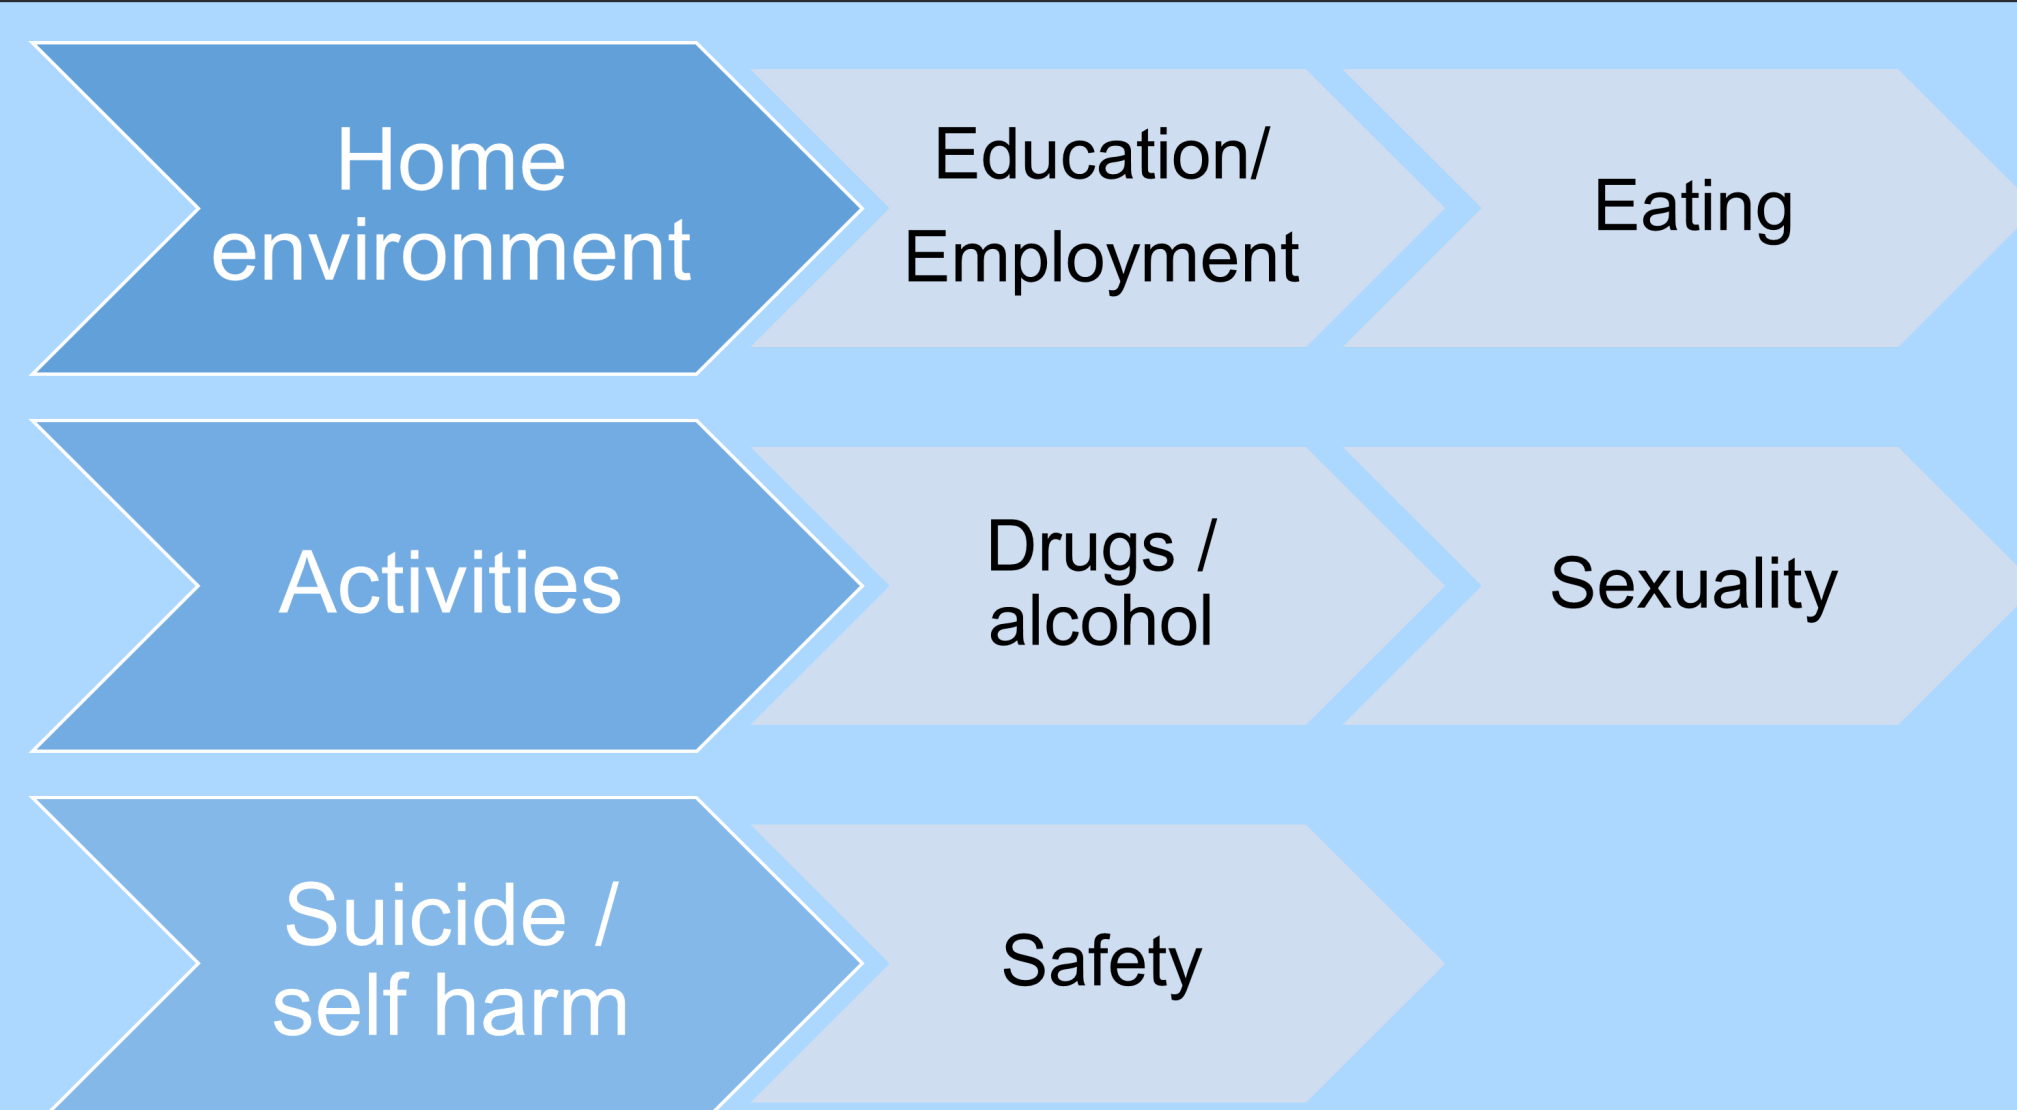 Home
environment
Education/
Employment
Eating
Activities
Drugs /
alcohol
Sexuality
Suicide /
self harm
Safety